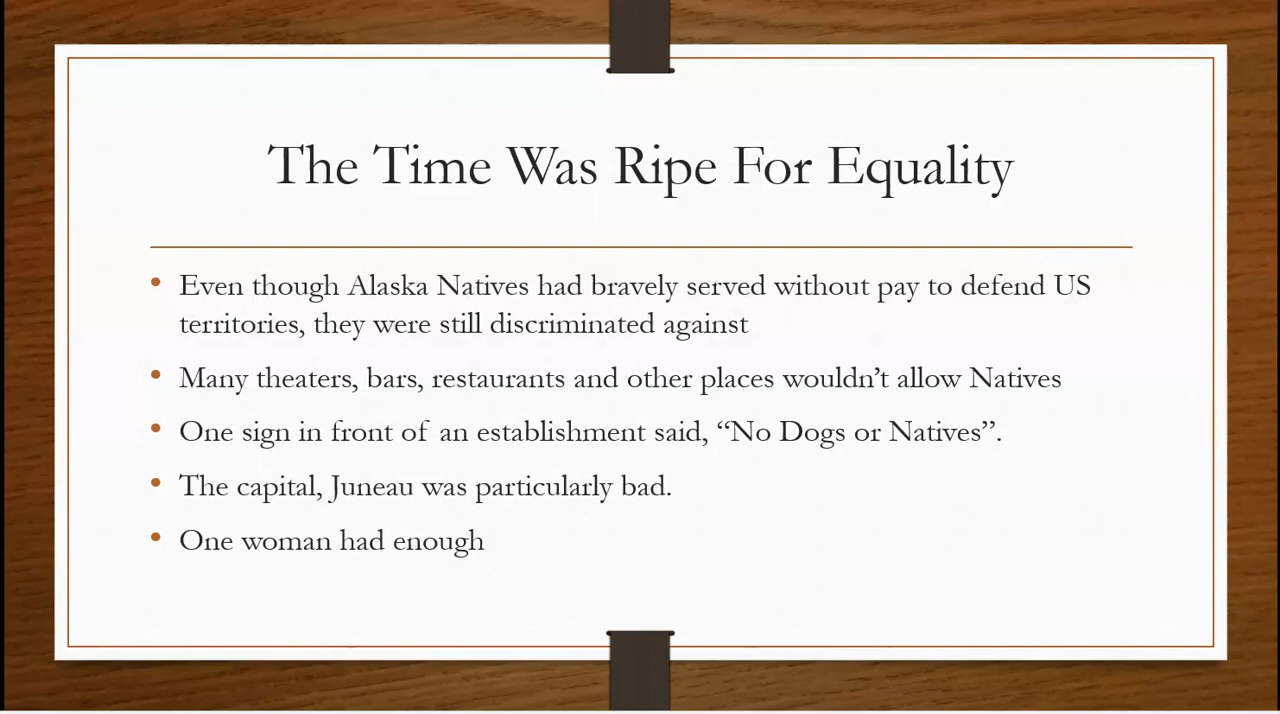 The Time Was Ripe For Equality
• Even though Alaska Natives had bravely served without pay to defend US
territories, they were still discriminated against
• Many theaters, bars, restaurants and other places wouldn’t allow Natives
• One sign in front of an establishment said, “No Dogs or Natives”.
• The capital, Juneau was particularly bad.
• One woman had enough